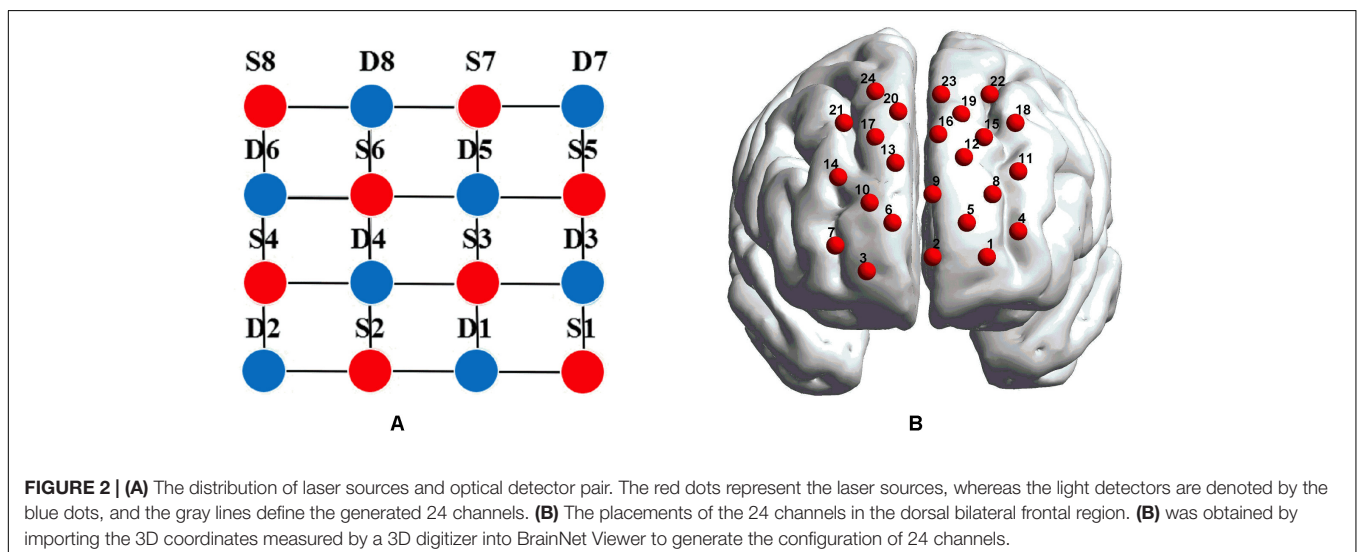 S8 D8 S7 D7
D6 S6 D5 S5
S4 D4 S3 D3
D2 S2 D1 S1
A
24 23 22
20 19
21 17 16 15 18
13 12
14 11
10 9 8
6 5 4
7 2 1
3
B
FIGURE 2 | (A) The distribution of laser sources and optical detector pair. The red dots represent the laser sources, whereas the light detectors are denoted by the
blue dots, and the gray lines define the generated 24 channels. (B) The placements of the 24 channels in the dorsal bilateral frontal region. (B) was obtained by
importing the 3D coordinates measured by a 3D digitizer into BrainNet Viewer to generate the configuration of 24 channels.